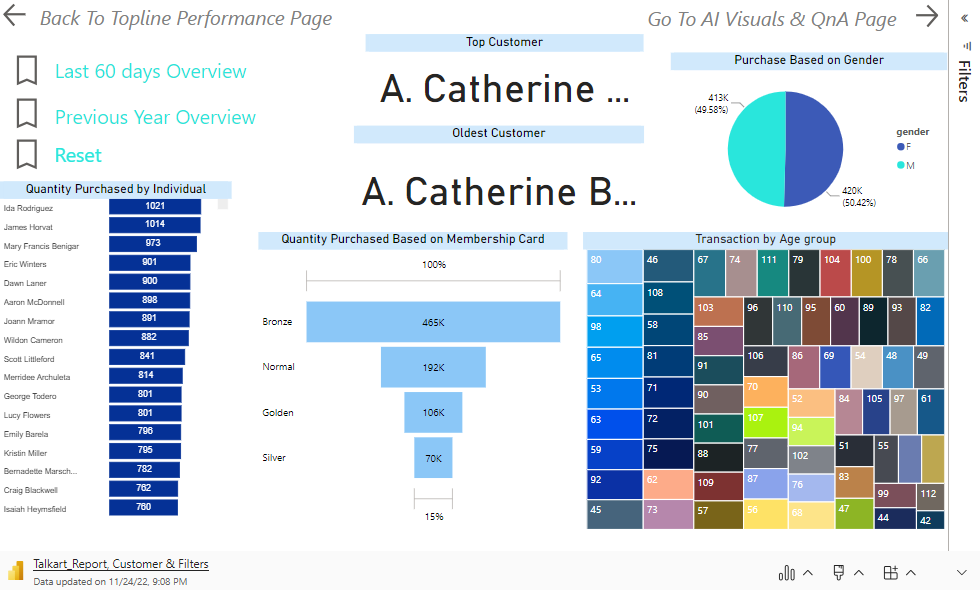 Back To Topline Performance Page
Go To AI Visuals & QnA Page
Last 60 days Overview
Previous Year Overview
Reset
Top Customer
A. Catherine ...
Oldest Customer
A. Catherine B...
Purchase Based on Gender
413K
(49.58%)
420K
(50.42%)
gender
F
M
Filters
Quantity Purchased by Individual
Ida Rodriguez 1021
James Horvat 1014
Mary Francis Benigar 973
Eric Winters 901
Dawn Laner 900
Aaron McDonnell 898
Joann Mramor 891
Wildon Cameron 882
Scott Littleford 841
Merridee Archuleta 814
George Todero 801
Lucy Flowers 801
Emily Barela 796
Kristin Miller 795
Bernadette Marsch... 782
Craig Blackwell 762
Isaiah Heymsfield 760
Quantity Purchased Based on Membership Card
100%
Bronze 465K
Normal 192K
Golden 106K
Silver 70K
15%
Transaction by Age group
80 46 67 74 111 79 104 100 78 66
64 108 103 96 110 95 60 89 93 82
98 58 85
65 81 91 106 86 69 54 48 49
53 71 90 70 52 84 105 97 61
63 72 101 107 94
59 75 88 77 102 51 55
92 62 109 87 76 83 99 112
45 73 57 56 68 47 44 42
Talkart_Report, Customer & Filters
Data updated on 11/24/22, 9:08 PM